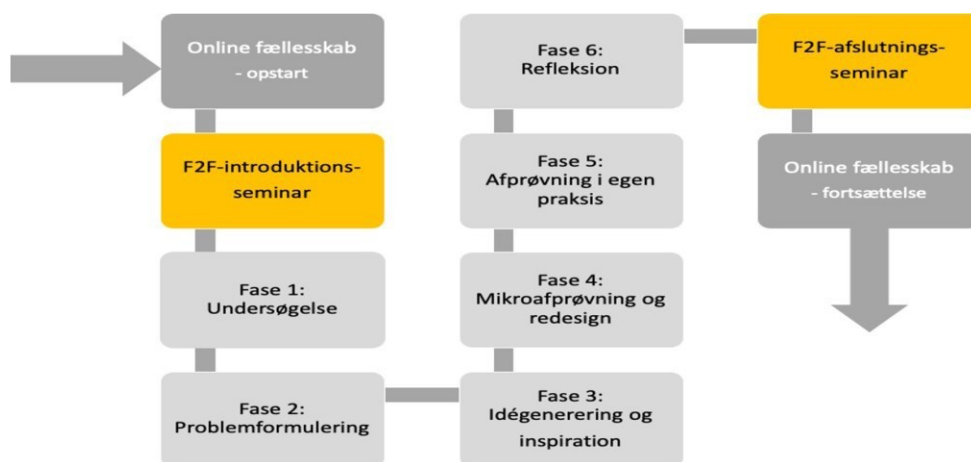 Online fællesskab
- opstart
F2F-introduktions-
seminar
Fase 1:
Undersøgelse
Fase 2:
Problemformulering
Fase 3:
Idégenerering og
inspiration
Fase 4:
Mikroafprøvning og
redesign
Fase 5:
Afprøvning i egen
praksis
Fase 6:
Refleksion
F2F-afslutnings-
seminar
Online fællesskab
- fortsættelse